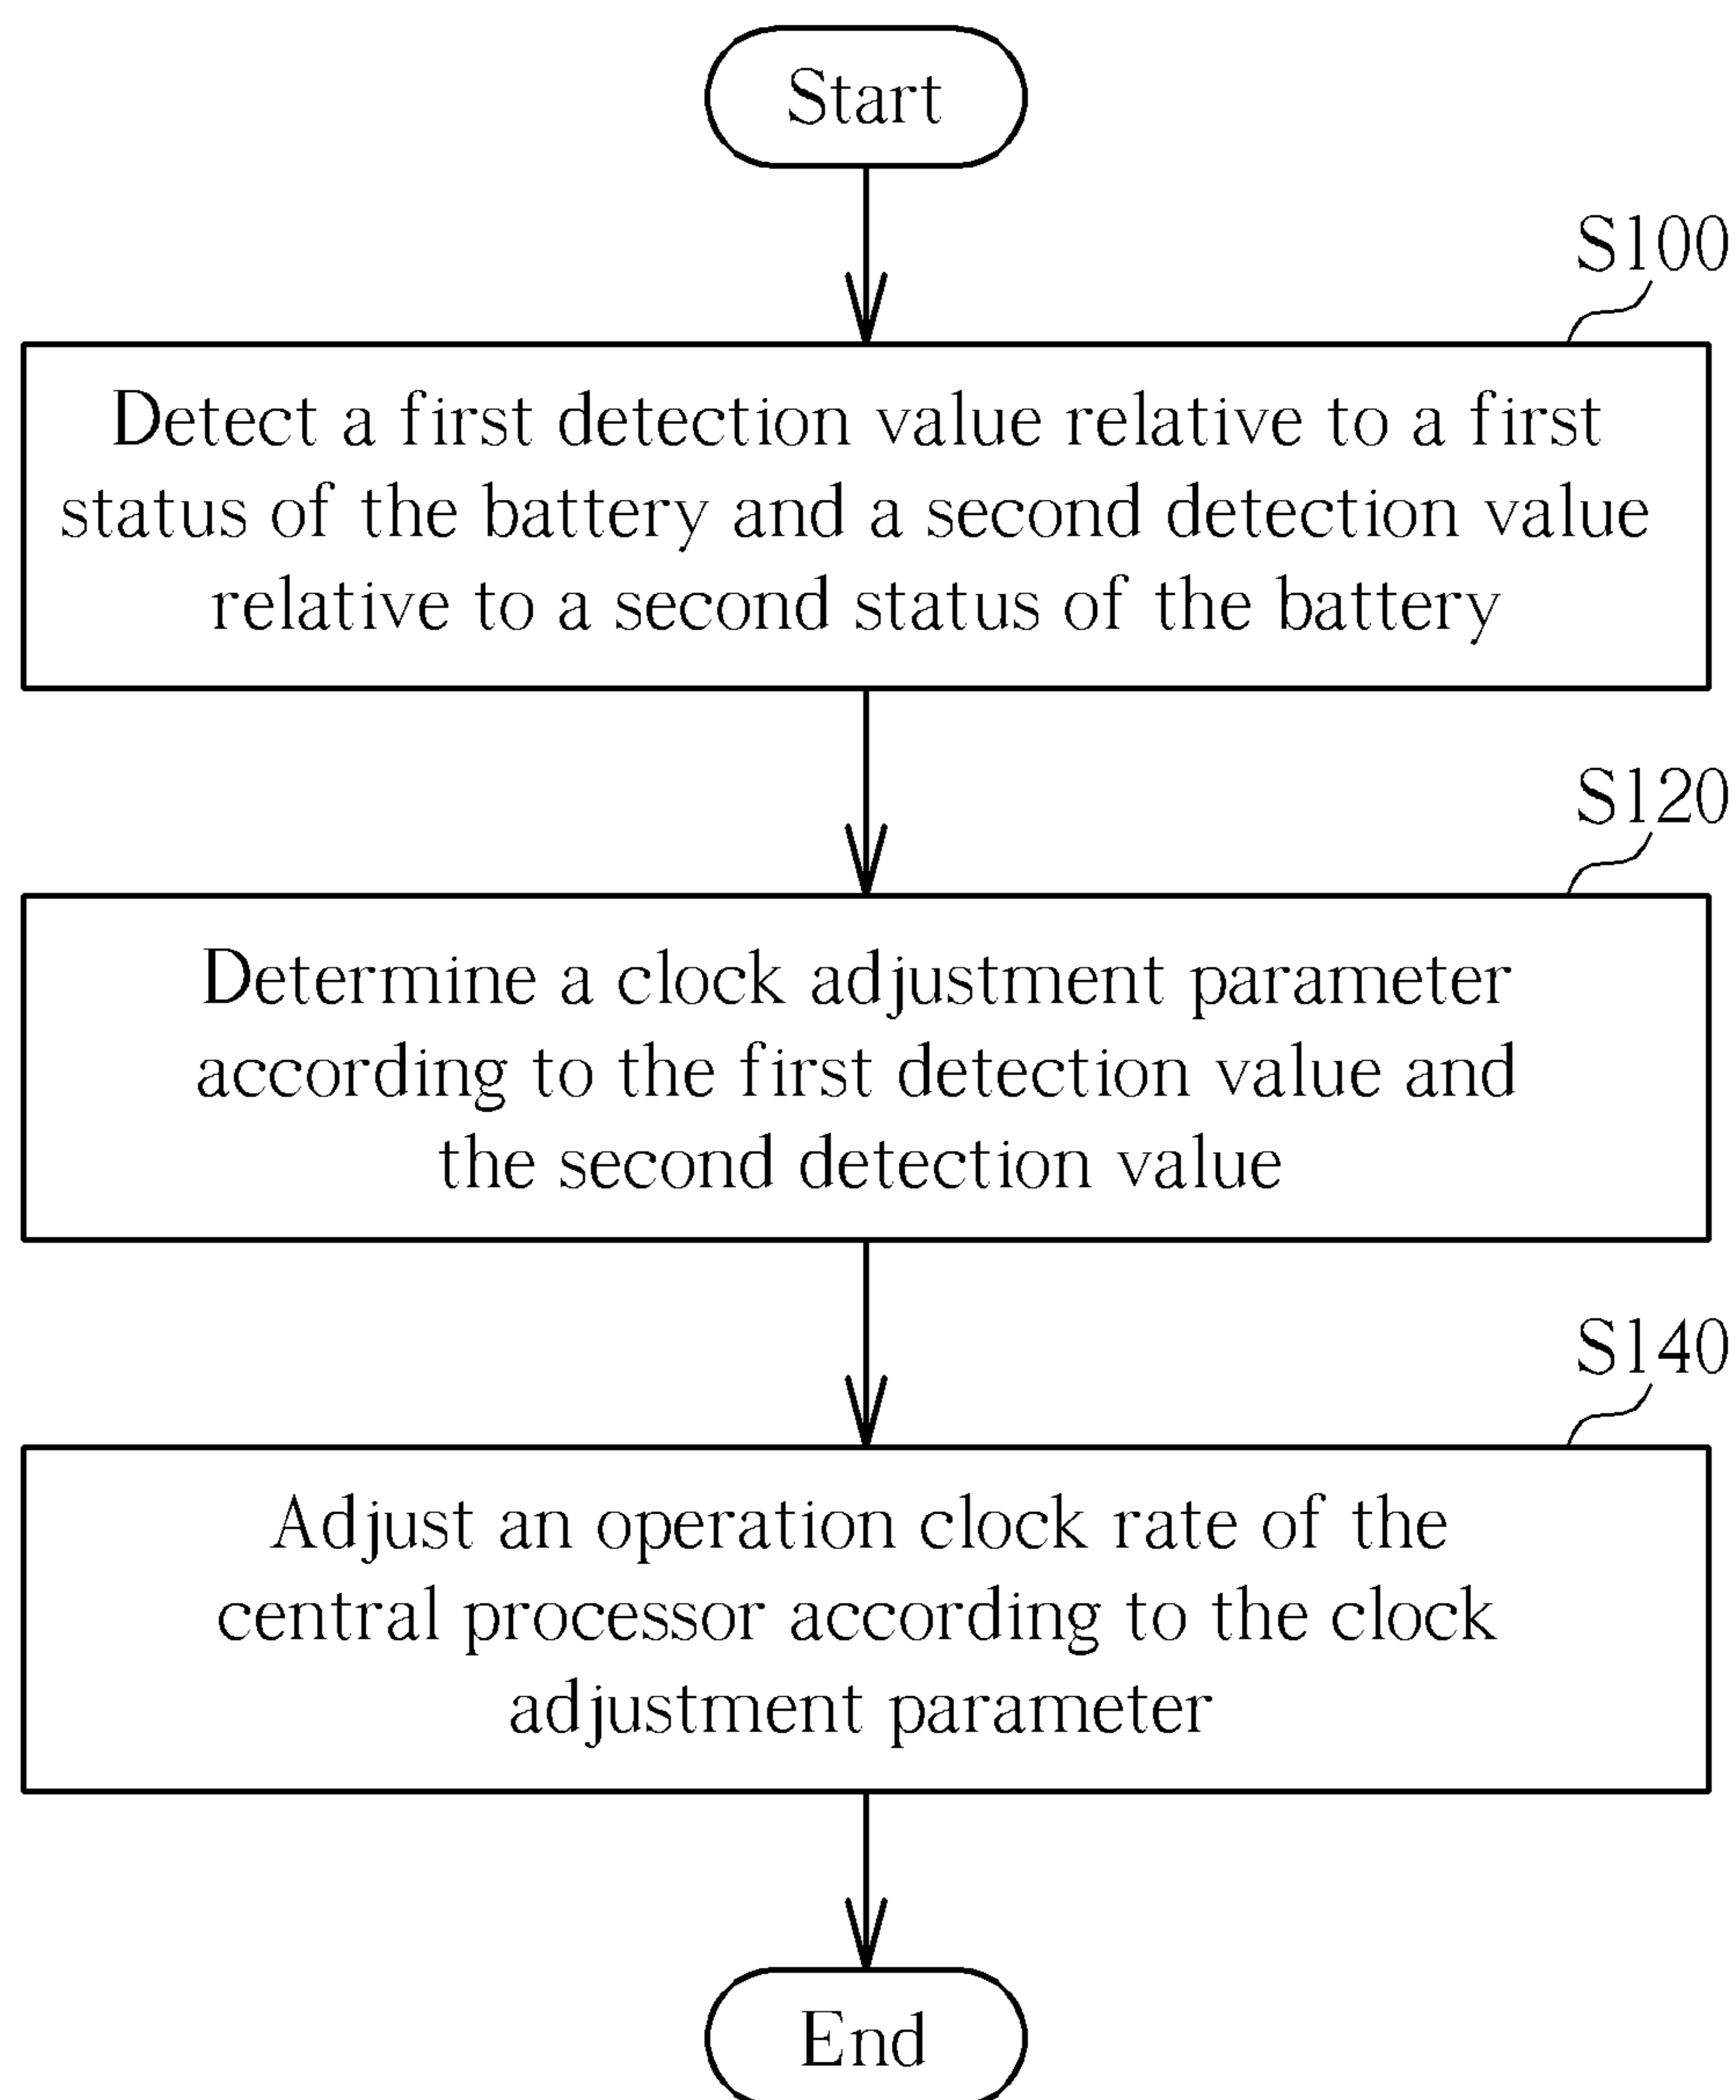 Start
S100
Detect a first detection value relative to a first
status of the battery and a second detection value
relative to a second status of the battery
S120
Determine a clock adjustment parameter
according to the first detection value and
the second detection value
S140
Adjust an operation clock rate of the
central processor according to the clock
adjustment parameter
End